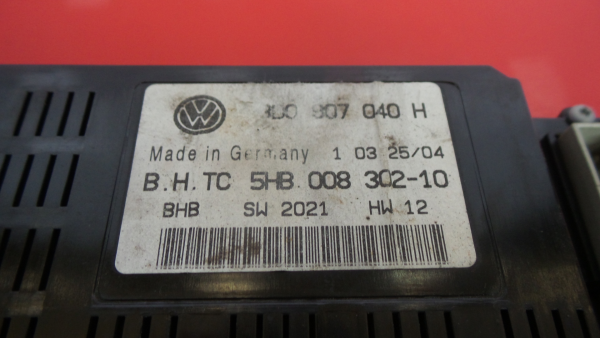 907 040 H
Made in Germany 1 03 25/04
B.H.TC 5HB 008 302-10
BHB SW 2021 HW 12